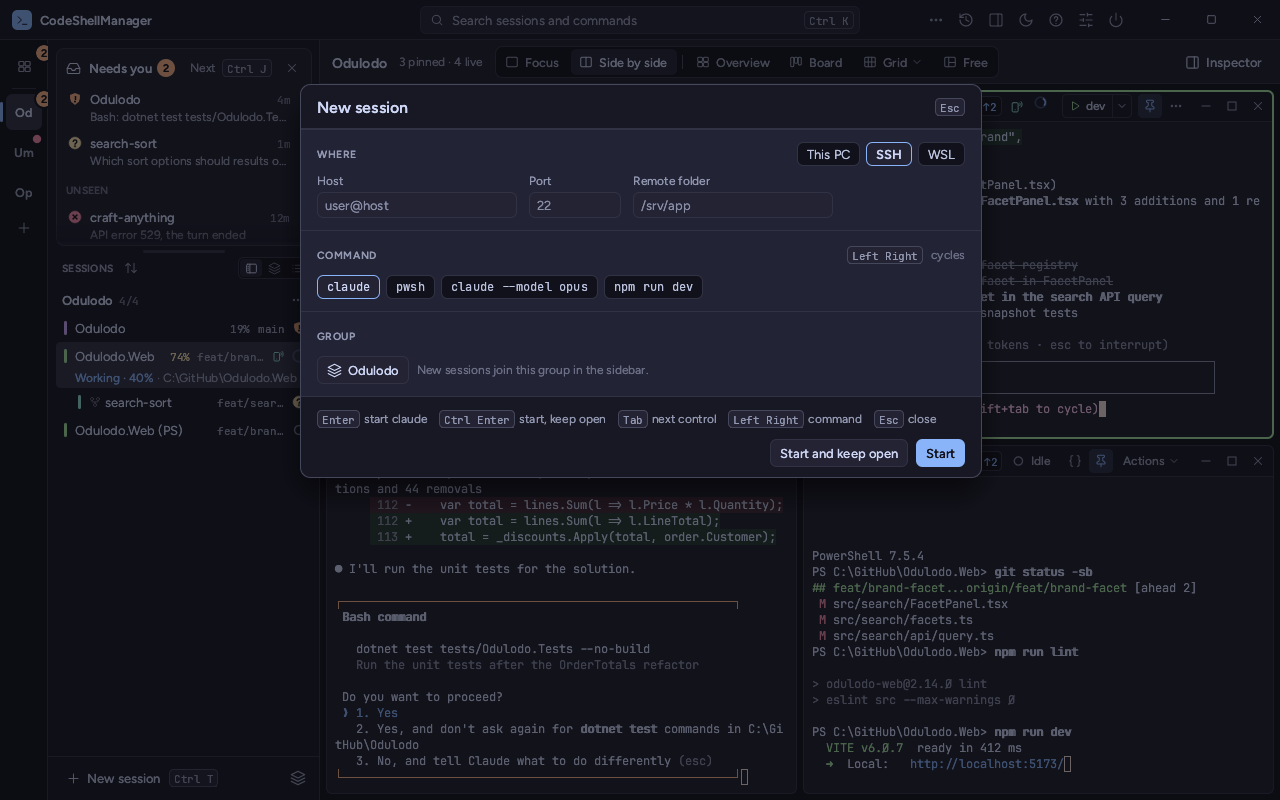 CodeShellManager
Search sessions and commands
Ctrl K
2
Needs you 2 Next Ctrl J
Odulodo 4m
Bash: dotnet test tests/Odulodo.Te...
search-sort 1m
Which sort options should results o...
UNSEEN
craft-anything 12m
API error 529, the turn ended
2
Od
Um
Op
SESSIONS
Odulodo 4/4
Odulodo 19% main
Odulodo.Web 74% feat/bran...
Working · 40% · C:\GitHub\Odulodo.Web
search-sort feat/sear...
Odulodo.Web (PS) feat/bran...
New session Ctrl T
Odulodo 3 pinned · 4 live
Focus Side by side Overview Board Grid Free
Inspector
New session
Esc
WHERE
This PC SSH WSL
Host Port Remote folder
user@host 22 /srv/app
COMMAND
Left Right cycles
claude pwsh claude --model opus npm run dev
GROUP
Odulodo New sessions join this group in the sidebar.
Enter start claude Ctrl Enter start, keep open Tab next control Left Right command Esc close
Start and keep open Start
↑2 dev
rand",
tPanel.tsx)
FacetPanel.tsx with 3 additions and 1 re
facet registry
facet in FacetPanel
et in the search API query
snapshot tests
tokens · esc to interrupt)
ift+tab to cycle)
tions and 44 removals
112 - var total = lines.Sum(l => l.Price * l.Quantity);
112 + var total = lines.Sum(l => l.LineTotal);
113 + total = _discounts.Apply(total, order.Customer);
● I'll run the unit tests for the solution.
Bash command
dotnet test tests/Odulodo.Tests --no-build
Run the unit tests after the OrderTotals refactor
Do you want to proceed?
❯ 1. Yes
2. Yes, and don't ask again for dotnet test commands in C:\Gi
tHub\Odulodo
3. No, and tell Claude what to do differently (esc)
↑2 Idle {} Actions
PowerShell 7.5.4
PS C:\GitHub\Odulodo.Web> git status -sb
## feat/brand-facet...origin/feat/brand-facet [ahead 2]
M src/search/FacetPanel.tsx
M src/search/facets.ts
M src/search/api/query.ts
PS C:\GitHub\Odulodo.Web> npm run lint
> odulodo-web@2.14.0 lint
> eslint src --max-warnings 0
PS C:\GitHub\Odulodo.Web> npm run dev
VITE v6.0.7 ready in 412 ms
➜ Local: http://localhost:5173/